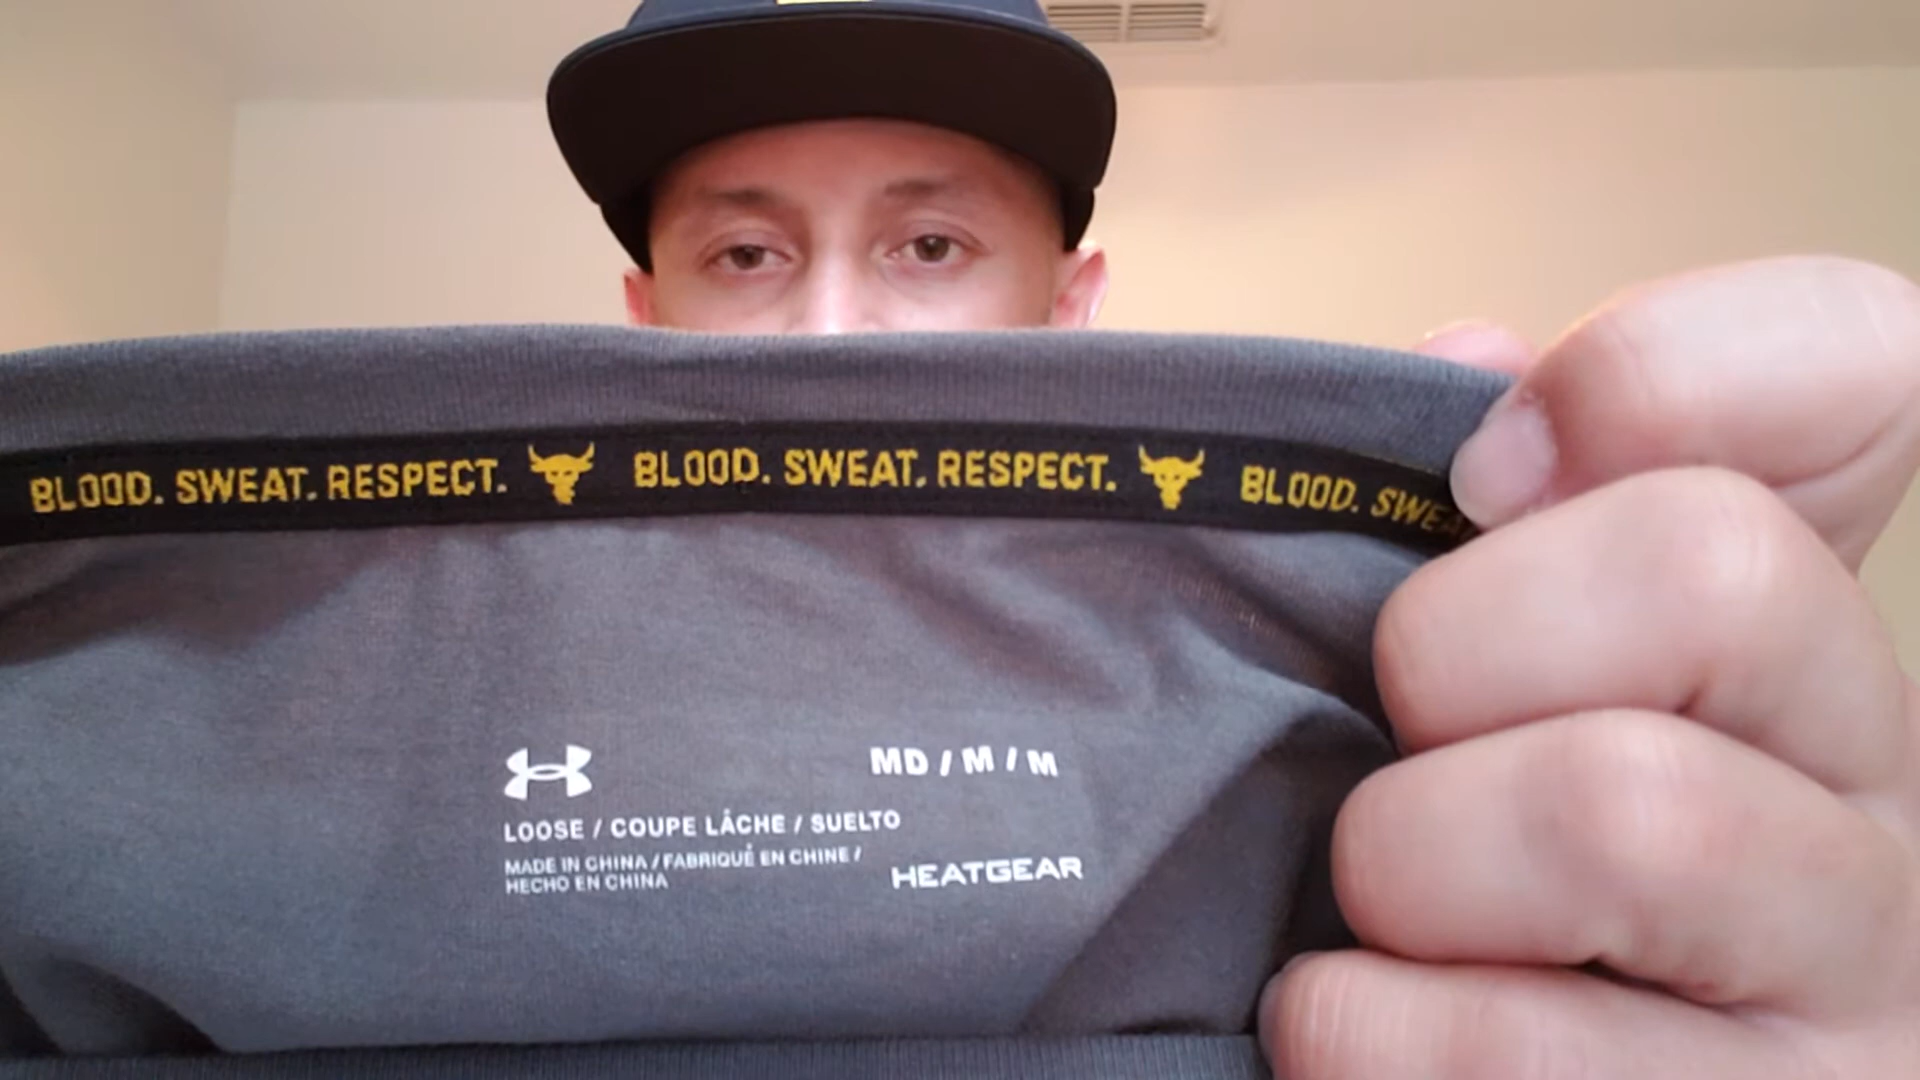 BLOOD. SWEAT. RESPECT. BLOOD. SWEAT. RESPECT. BLOOD. SWEA
MD / M / M
LOOSE / COUPE LÂCHE / SUELTO
MADE IN CHINA / FABRIQUÉ EN CHINE /
HECHO EN CHINA
HEATGEAR